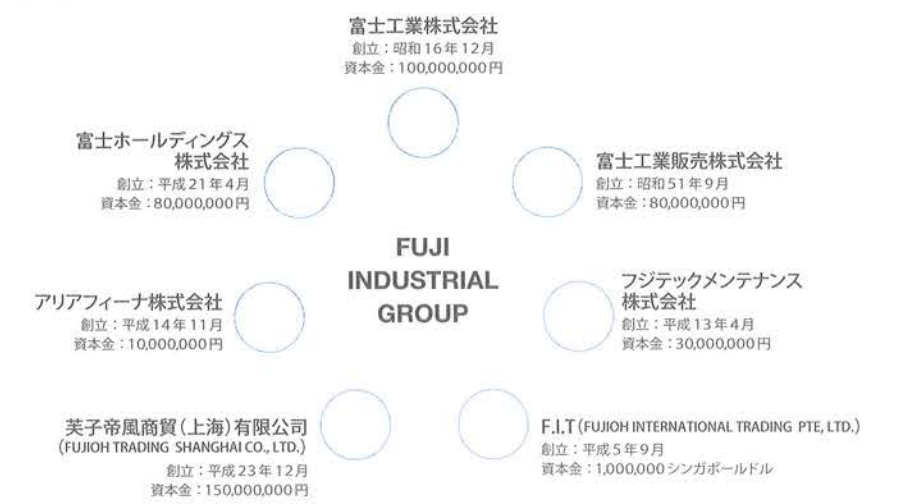 富士工業株式会社
創立：昭和16年12月
資本金：100,000,000円
富士ホールディングス
株式会社
創立：平成21年4月
資本金：80,000,000円
富士工業販売株式会社
創立：昭和51年9月
資本金：80,000,000円
FUJI
INDUSTRIAL
GROUP
アリアフィーナ株式会社
創立：平成14年11月
資本金：10,000,000円
フジテックメンテナンス
株式会社
創立：平成13年4月
資本金：30,000,000円
芙子帝風商貿（上海）有限公司
(FUJIOH TRADING SHANGHAI CO., LTD.)
創立：平成23年12月
資本金：150,000,000円
F.I.T (FUJIOH INTERNATIONAL TRADING PTE, LTD.)
創立：平成5年9月
資本金：1,000,000シンガポールドル